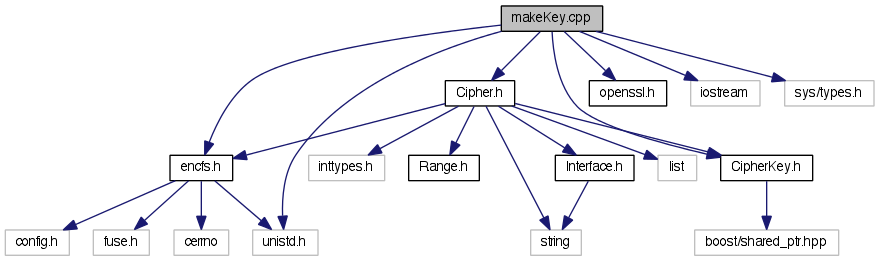 makeKey.cpp
Cipher.h
openssl.h
iostream
sys/types.h
encfs.h
inttypes.h
Range.h
Interface.h
list
CipherKey.h
config.h
fuse.h
cerrno
unistd.h
string
boost/shared_ptr.hpp